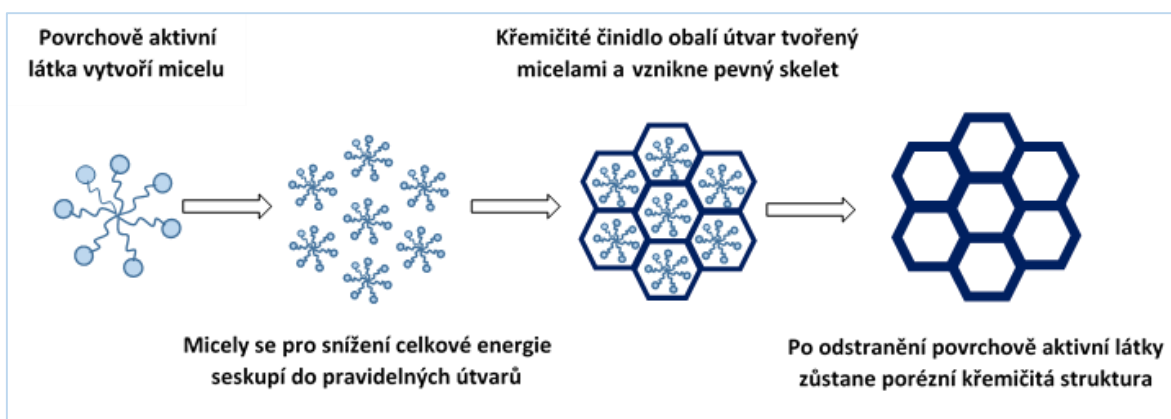 Povrchově aktivní
látka vytvoří micelu
Křemičité činidlo obalí útvar tvořený
micelami a vznikne pevný skelet
Micely se pro snížení celkové energie
seskupí do pravidelných útvarů
Po odstranění povrchově aktivní látky
zůstane porézní křemičitá struktura